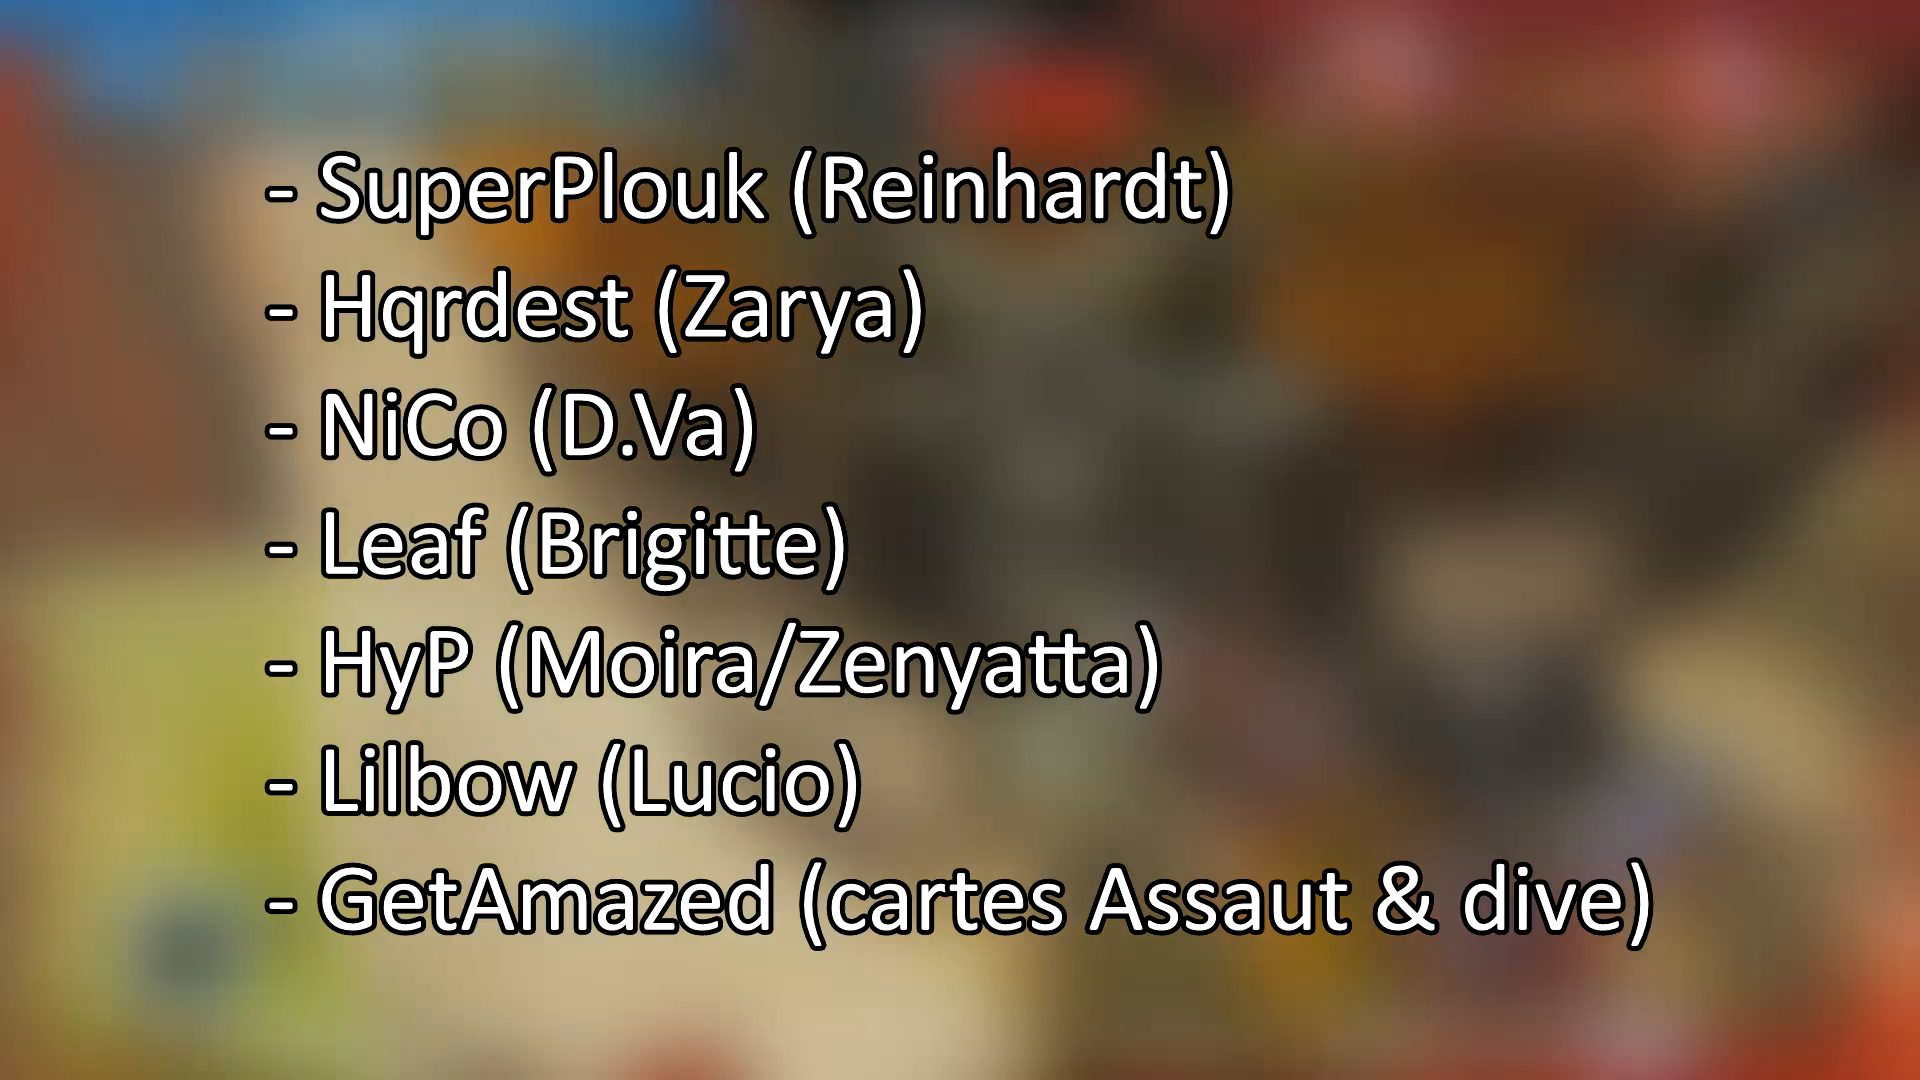 - SuperPlouk (Reinhardt)
- Hqrdest (Zarya)
- NiCo (D.Va)
- Leaf (Brigitte)
- HyP (Moira/Zenyatta)
- Lilbow (Lucio)
- GetAmazed (cartes Assaut & dive)